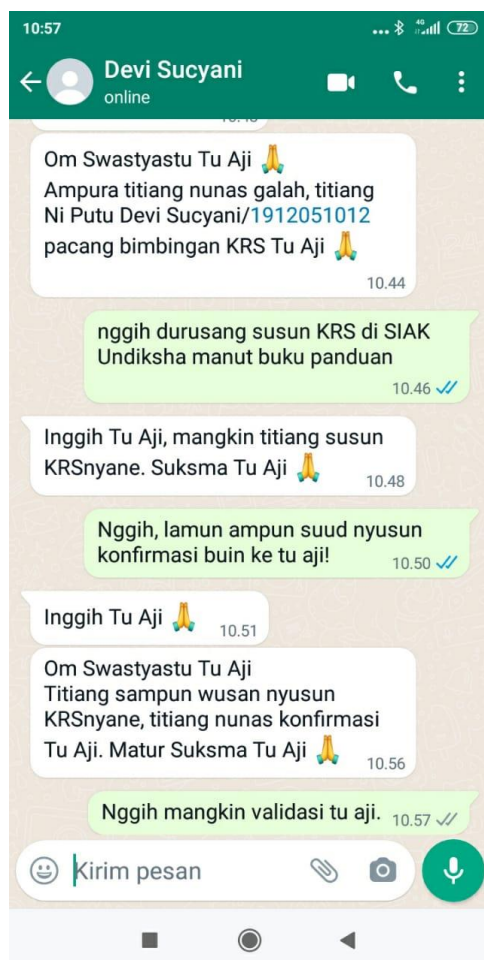 10:57
4G
72
Devi Sucyani
online
Om Swastyastu Tu Aji 🙏
Ampura titiang nunas galah, titiang
Ni Putu Devi Sucyani/1912051012
pacang bimbingan KRS Tu Aji 🙏
10.44
nggih durusang susun KRS di SIAK
Undiksha manut buku panduan
10.46
Inggih Tu Aji, mangkin titiang susun
KRSnyane. Suksma Tu Aji 🙏
10.48
Nggih, lamun ampun suud nyusun
konfirmasi buin ke tu aji!
10.50
Inggih Tu Aji 🙏
10.51
Om Swastyastu Tu Aji
Titiang sampun wusan nyusun
KRSnyane, titiang nunas konfirmasi
Tu Aji. Matur Suksma Tu Aji 🙏
10.56
Nggih mangkin validasi tu aji.
10.57
Kirim pesan